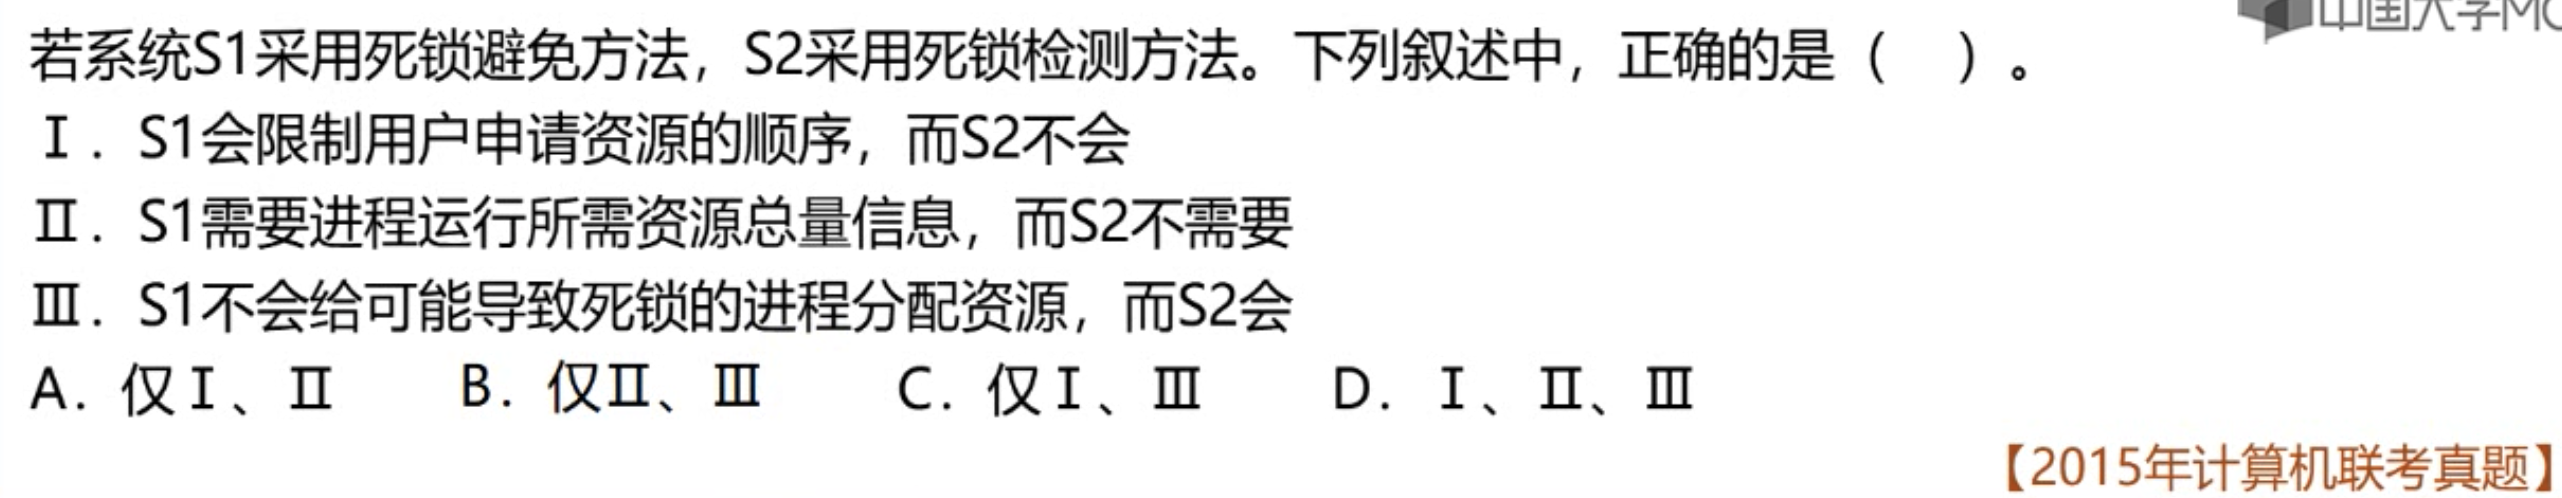 中国大学MO
若系统S1采用死锁避免方法，S2采用死锁检测方法。下列叙述中，正确的是（　）。
Ⅰ．S1会限制用户申请资源的顺序，而S2不会
Ⅱ．S1需要进程运行所需资源总量信息，而S2不需要
Ⅲ．S1不会给可能导致死锁的进程分配资源，而S2会
A．仅Ⅰ、Ⅱ　　B．仅Ⅱ、Ⅲ　　C．仅Ⅰ、Ⅲ　　D．Ⅰ、Ⅱ、Ⅲ
【2015年计算机联考真题】